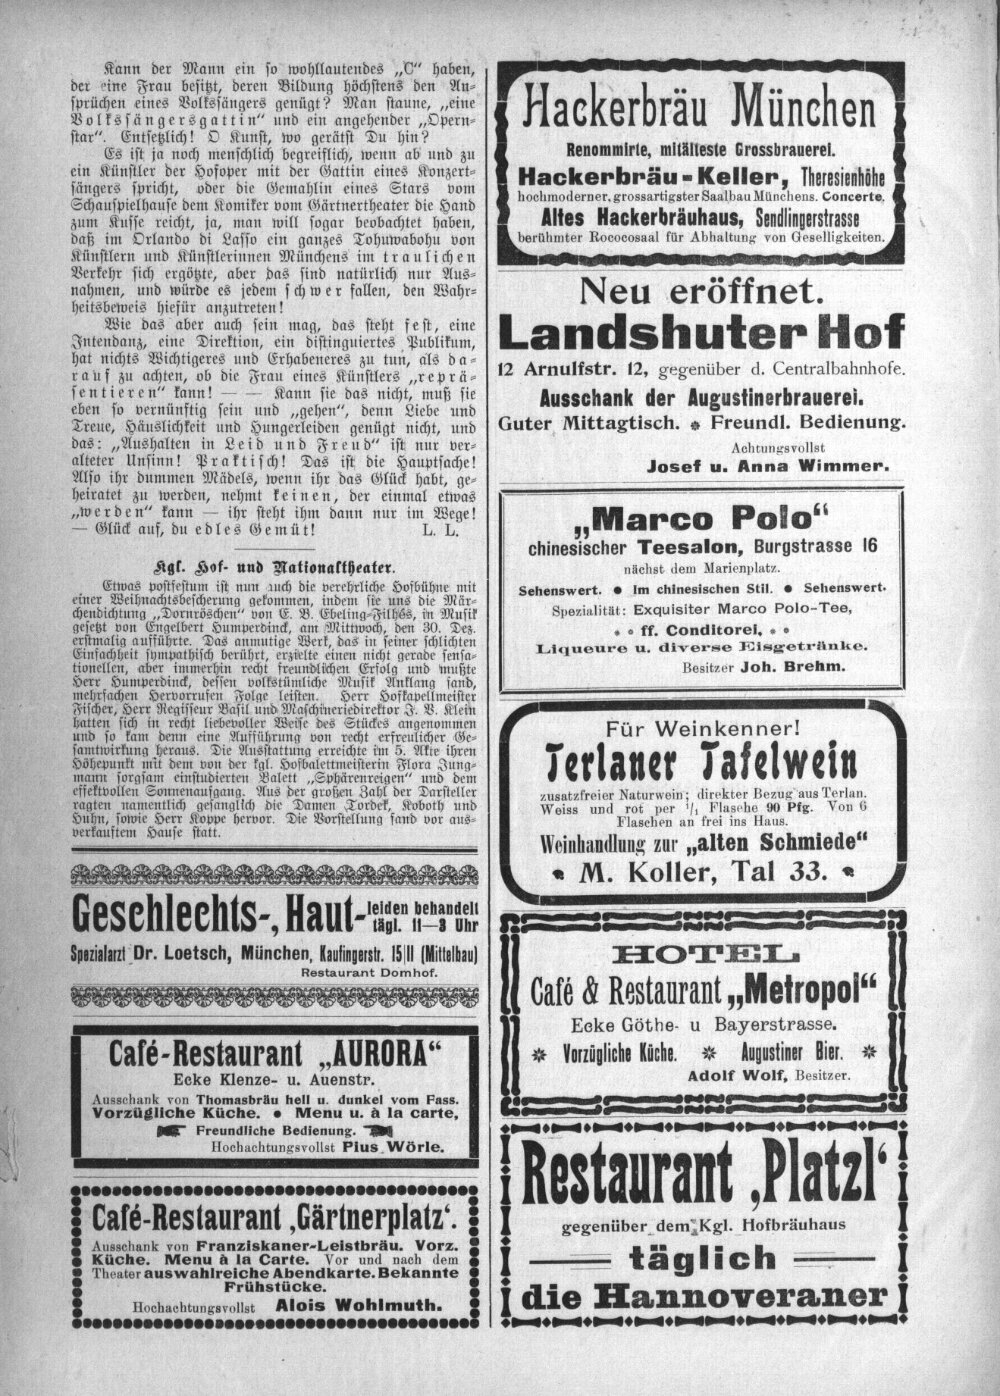 Kann der Mann ein so wohllautendes „C“ haben,
der eine Frau besitzt, deren Bildung höchstens den An-
sprüchen eines Volkssängers genügt? Man staune, „eine
Volkssängersgattin“ und ein angehender „Opern-
star“. Entsetzlich! O Kunst, wo gerätst Du hin?
Es ist ja noch menschlich begreiflich, wenn ab und zu
ein Künstler der Hofoper mit der Gattin eines Konzert-
sängers spricht, oder die Gemahlin eines Stars vom
Schauspielhause dem Komiker vom Gärtnertheater die Hand
zum Kusse reicht, ja, man will sogar beobachtet haben,
daß im Orlando di Lasso ein ganzes Tohuwabohu von
Künstlern und Künstlerinnen Münchens im traulichen
Verkehr sich ergötzte, aber das sind natürlich nur Aus-
nahmen, und würde es jedem schwer fallen, den Wahr-
heitsbeweis hiefür anzutreten!
Wie das aber auch sein mag, das steht fest, eine
Intendanz, eine Direktion, ein distinguiertes Publikum,
hat nichts Wichtigeres und Erhabeneres zu tun, als da-
rauf zu achten, ob die Frau eines Künstlers „reprä-
sentieren“ kann! — — Kann sie das nicht, muß sie
eben so vernünftig sein und „gehen“, denn Liebe und
Treue, Häuslichkeit und Hungerleiden genügt nicht, und
das: „Aushalten in Leid und Freud“ ist nur ver-
alteter Unsinn! Praktisch! Das ist die Hauptsache!
Also ihr dummen Mädels, wenn ihr das Glück habt, ge-
heiratet zu werden, nehmt keinen, der einmal etwas
„werden“ kann — ihr steht ihm dann nur im Wege!
— Glück auf, du edles Gemüt! L. L.
Kgl. Hof- und Nationaltheater.
Etwas postfestum ist nun auch die verehrliche Hofbühne mit
einer Weihnachtsbescherung gekommen, indem sie uns die Mär-
chendichtung „Dornröschen“ von E. B. Ebeling-Filhés, in Musik
gesetzt von Engelbert Humperdinck, am Mittwoch, den 30. Dez.
erstmalig aufführte. Das anmutige Werk, das in seiner schlichten
Einfachheit sympathisch berührt, erzielte einen nicht gerade sensa-
tionellen, aber immerhin recht freundlichen Erfolg und mußte
Herr Humperdinck, dessen volkstümliche Musik Anklang fand,
mehrfachen Hervorrufen Folge leisten. Herr Hofkapellmeister
Fischer, Herr Regisseur Basil und Maschineriedirektor J. B. Klein
hatten sich in recht liebevoller Weise des Stückes angenommen
und so kam denn eine Aufführung von recht erfreulicher Ge-
samtwirkung heraus. Die Ausstattung erreichte im 5. Akte ihren
Höhepunkt mit dem von der kgl. Hofballetmeisterin Flora Jung-
mann sorgsam einstudierten Balett „Sphärenreigen“ und dem
effektvollen Sonnenaufgang. Aus der großen Zahl der Darsteller
ragten namentlich gesanglich die Damen Tordek, Koboth und
Huhn, sowie Herr Koppe hervor. Die Vorstellung fand vor aus-
verkauftem Hause statt.
Geschlechts-, Haut-leiden behandelt
tägl. 11—3 Uhr
Spezialarzt Dr. Loetsch, München, Kaufingerstr. 15/II (Mittelbau)
Restaurant Domhof.
Café-Restaurant „AURORA“
Ecke Klenze- u. Auenstr.
Ausschank von Thomasbräu hell u. dunkel vom Fass.
Vorzügliche Küche. • Menu u. à la carte,
Freundliche Bedienung.
Hochachtungsvollst Pius Wörle.
Café-Restaurant ‚Gärtnerplatz‘.
Ausschank von Franziskaner-Leistbräu. Vorz.
Küche. Menu à la Carte. Vor und nach dem
Theater auswahlreiche Abendkarte. Bekannte
Frühstücke.
Hochachtungsvollst Alois Wohlmuth.
Hackerbräu München
Renommirte, mitälteste Grossbrauerei.
Hackerbräu-Keller, Theresienhöhe
hochmoderner, grossartigster Saalbau Münchens. Concerte.
Altes Hackerbräuhaus, Sendlingerstrasse
berühmter Rococosaal für Abhaltung von Geselligkeiten.
Neu eröffnet.
Landshuter Hof
12 Arnulfstr. 12, gegenüber d. Centralbahnhofe.
Ausschank der Augustinerbrauerei.
Guter Mittagtisch. Freundl. Bedienung.
Achtungsvollst
Josef u. Anna Wimmer.
„Marco Polo“
chinesischer Teesalon, Burgstrasse 16
nächst dem Marienplatz.
Sehenswert. • Im chinesischen Stil. • Sehenswert.
Spezialität: Exquisiter Marco Polo-Tee,
ff. Conditorei,
Liqueure u. diverse Eisgetränke.
Besitzer Joh. Brehm.
Für Weinkenner!
Terlaner Tafelwein
zusatzfreier Naturwein; direkter Bezug aus Terlan.
Weiss und rot per 1/1 Flasche 90 Pfg. Von 6
Flaschen an frei ins Haus.
Weinhandlung zur „alten Schmiede“
M. Koller, Tal 33.
HOTEL
Café & Restaurant „Metropol“
Ecke Göthe- u Bayerstrasse.
Vorzügliche Küche. Augustiner Bier.
Adolf Wolf, Besitzer.
Restaurant ‚Platzl‘
gegenüber dem Kgl. Hofbräuhaus
täglich
die Hannoveraner